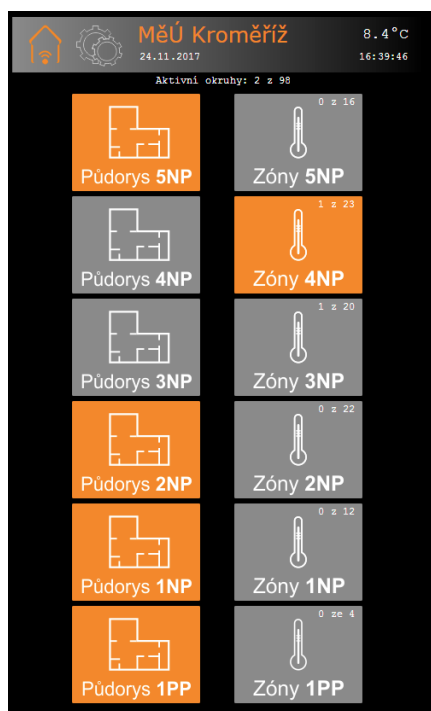 MěÚ Kroměříž
8.4°C
24.11.2017
16:39:46
Aktivní okruhy: 2 z 98
Půdorys 5NP
0 z 16
Zóny 5NP
Půdorys 4NP
1 z 23
Zóny 4NP
Půdorys 3NP
1 z 20
Zóny 3NP
Půdorys 2NP
0 z 22
Zóny 2NP
Půdorys 1NP
0 z 12
Zóny 1NP
Půdorys 1PP
0 ze 4
Zóny 1PP